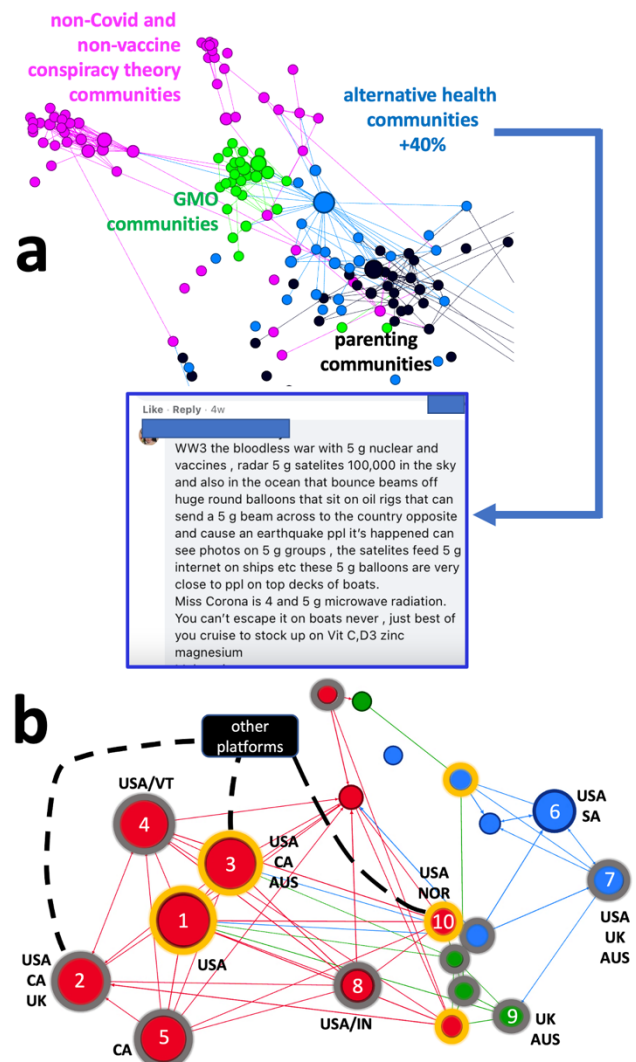 non-Covid and
non-vaccine
conspiracy theory
communities
alternative health
communities
+40%
GMO
communities
a
parenting
communities
Like · Reply · 4w
WW3 the bloodless war with 5 g nuclear and
vaccines , radar 5 g satelites 100,000 in the sky
and also in the ocean that bounce beams off
huge round balloons that sit on oil rigs that can
send a 5 g beam across to the country opposite
and cause an earthquake ppl it's happened can
see photos on 5 g groups , the satelites feed 5 g
internet on ships etc these 5 g balloons are very
close to ppl on top decks of boats.
Miss Corona is 4 and 5 g microwave radiation.
You can't escape it on boats never , just best of
you cruise to stock up on Vit C,D3 zinc
magnesium
b
other
platforms
USA/VT
4
3
USA
CA
AUS
6
USA
SA
USA
NOR
10
7
USA
UK
AUS
1
USA
USA
CA
UK
2
8
USA/IN
9
UK
AUS
5
CA